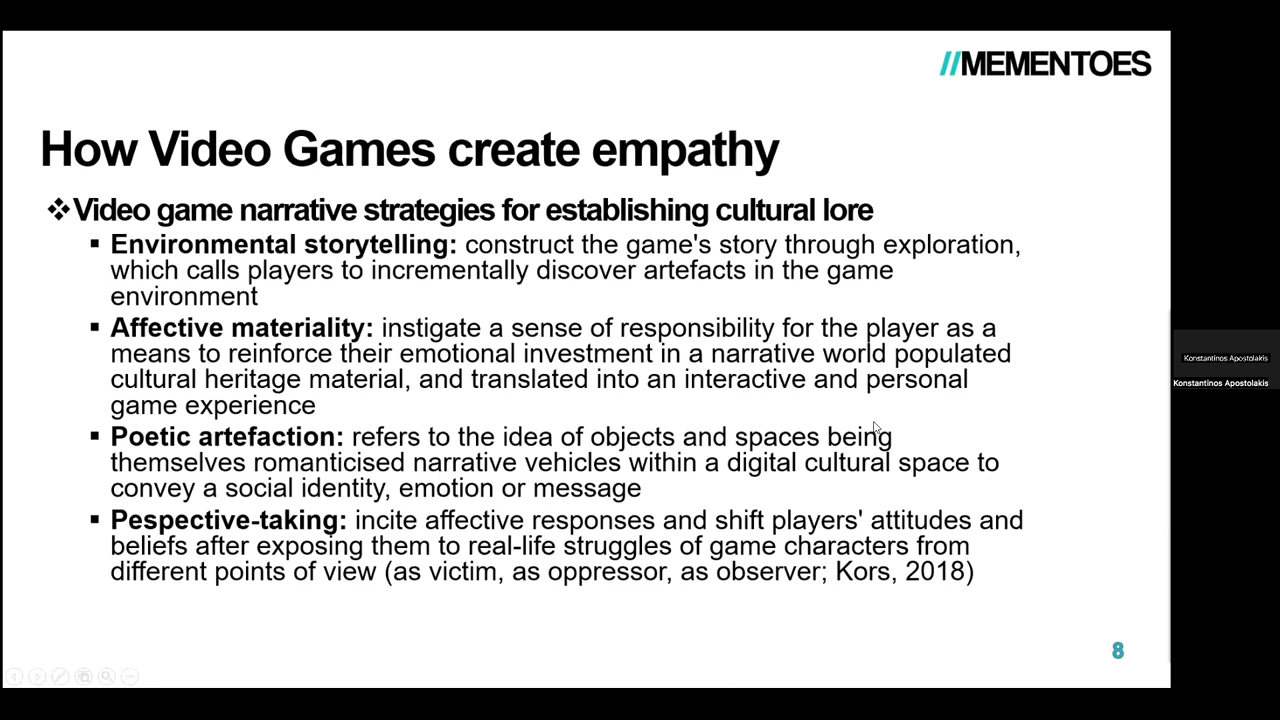 //MEMENTOES
How Video Games create empathy
❖Video game narrative strategies for establishing cultural lore
▪ Environmental storytelling: construct the game's story through exploration,
which calls players to incrementally discover artefacts in the game
environment
▪ Affective materiality: instigate a sense of responsibility for the player as a
means to reinforce their emotional investment in a narrative world populated
cultural heritage material, and translated into an interactive and personal
game experience
▪ Poetic artefaction: refers to the idea of objects and spaces being
themselves romanticised narrative vehicles within a digital cultural space to
convey a social identity, emotion or message
▪ Pespective-taking: incite affective responses and shift players' attitudes and
beliefs after exposing them to real-life struggles of game characters from
different points of view (as victim, as oppressor, as observer; Kors, 2018)
8
Konstantinos Apostolakis
Konstantinos Apostolakis